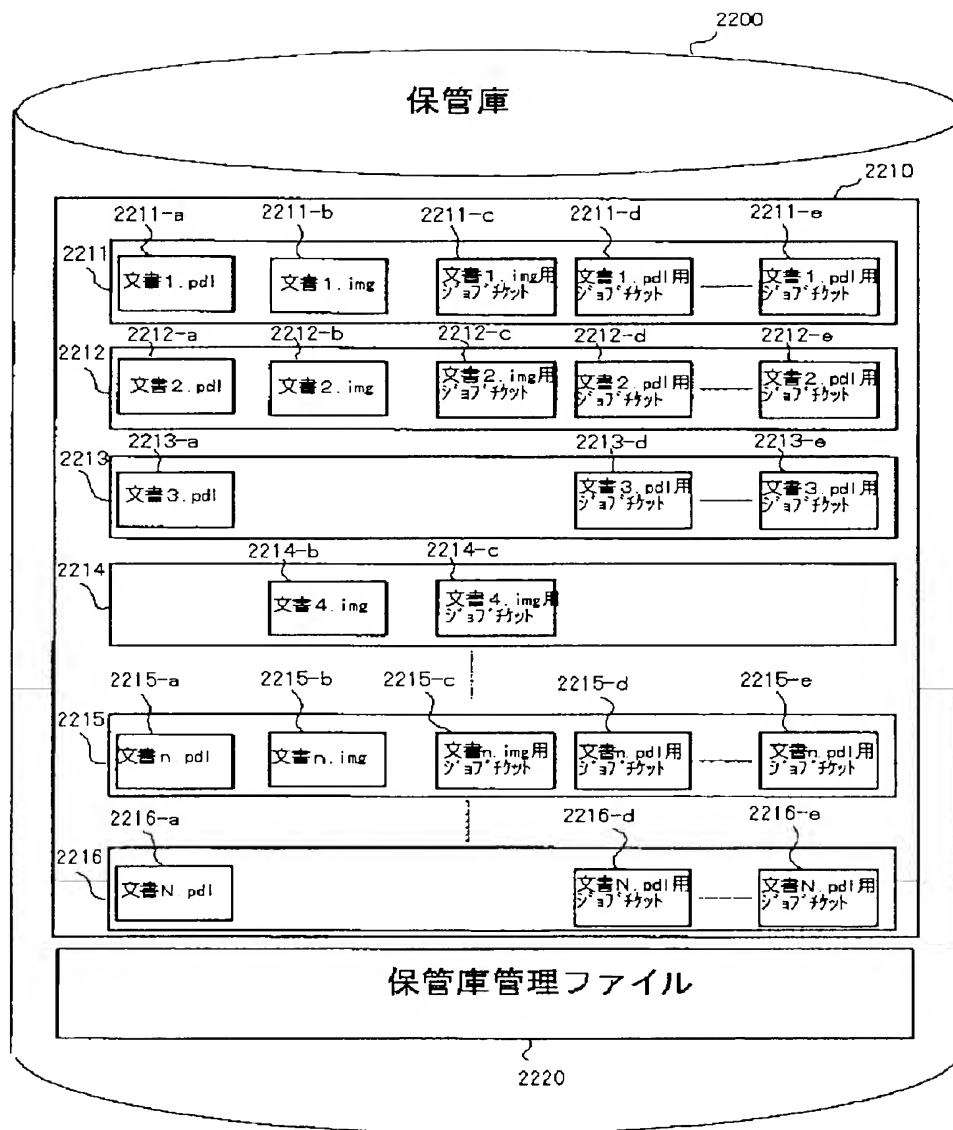 2200
保管庫
2210
2211-a 2211-b 2211-c 2211-d 2211-e
2211
文書1.pdl 文書1.img 文書1.img用 文書1.pdl用 文書1.pdl用
ｼﾞｮﾌﾞﾁｹｯﾄ ｼﾞｮﾌﾞﾁｹｯﾄ ｼﾞｮﾌﾞﾁｹｯﾄ
2212-a 2212-b 2212-c 2212-d 2212-e
2212
文書2.pdl 文書2.img 文書2.img用 文書2.pdl用 文書2.pdl用
ｼﾞｮﾌﾞﾁｹｯﾄ ｼﾞｮﾌﾞﾁｹｯﾄ ｼﾞｮﾌﾞﾁｹｯﾄ
2213-a 2213-d 2213-e
2213
文書3.pdl 文書3.pdl用 文書3.pdl用
ｼﾞｮﾌﾞﾁｹｯﾄ ｼﾞｮﾌﾞﾁｹｯﾄ
2214-b 2214-c
2214
文書4.img 文書4.img用
ｼﾞｮﾌﾞﾁｹｯﾄ
2215-a 2215-b 2215-c 2215-d 2215-e
2215
文書n.pdl 文書n.img 文書n.img用 文書n.pdl用 文書n.pdl用
ｼﾞｮﾌﾞﾁｹｯﾄ ｼﾞｮﾌﾞﾁｹｯﾄ ｼﾞｮﾌﾞﾁｹｯﾄ
2216-a 2216-d 2216-e
2216
文書N.pdl 文書N.pdl用 文書N.pdl用
ｼﾞｮﾌﾞﾁｹｯﾄ ｼﾞｮﾌﾞﾁｹｯﾄ
保管庫管理ファイル
2220